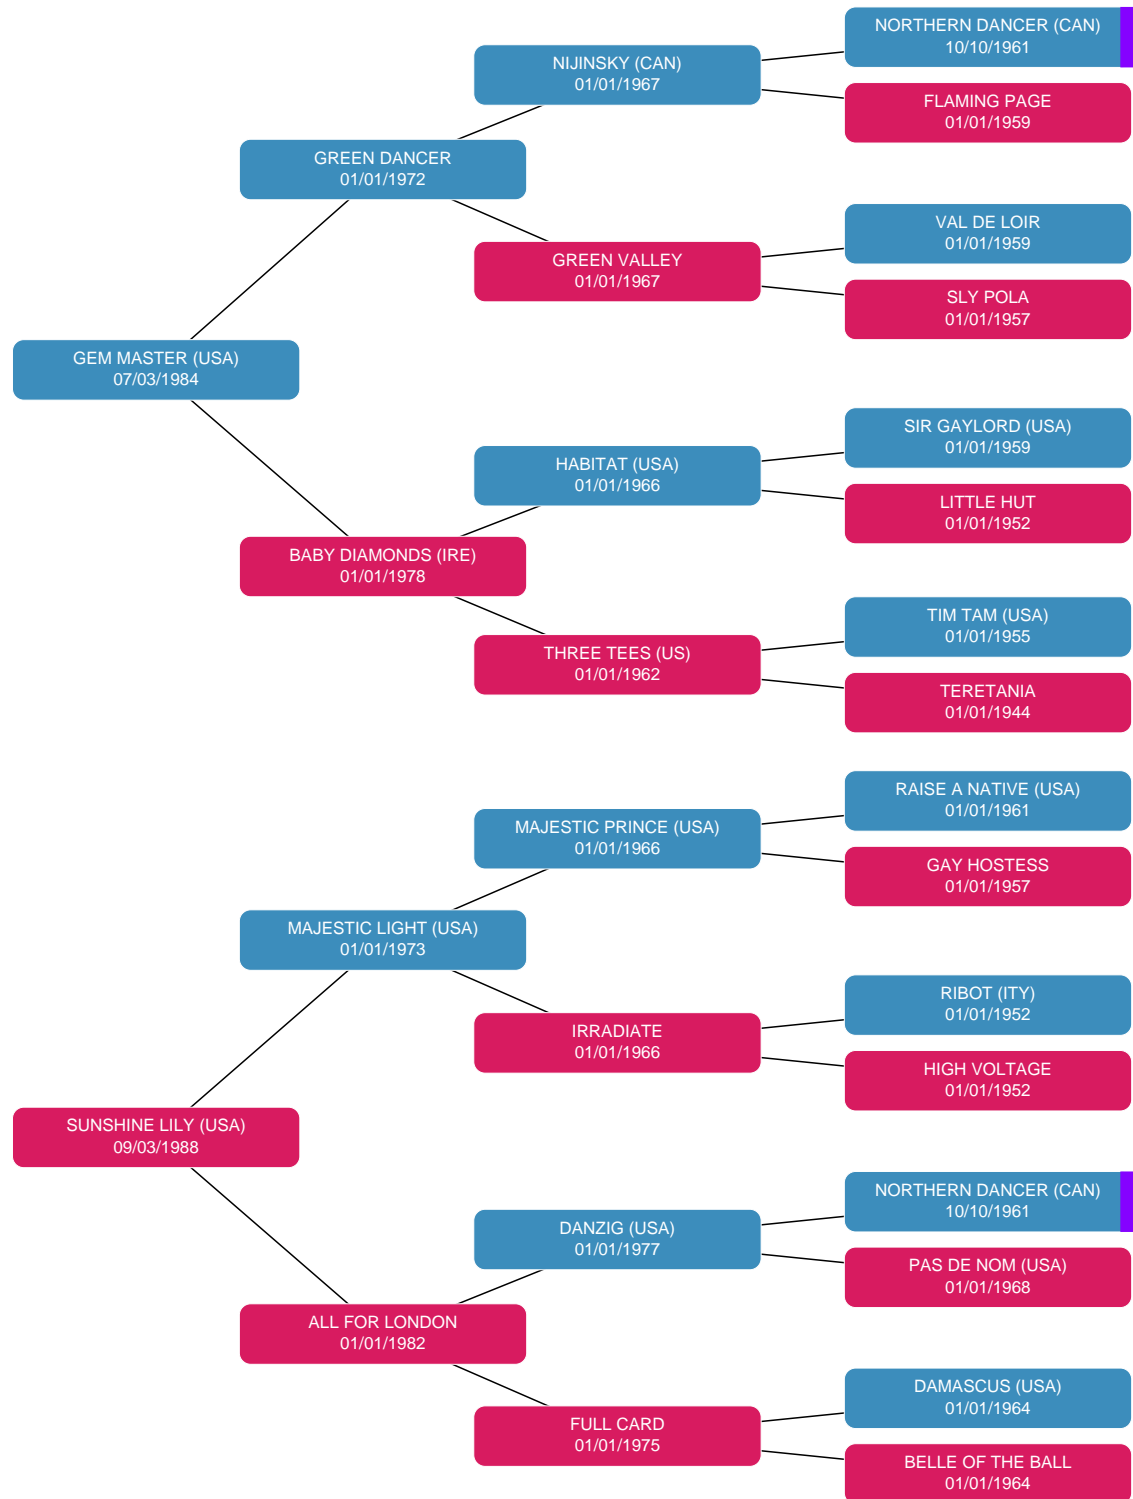 NORTHERN DANCER (CAN)
10/10/1961
NIJINSKY (CAN)
01/01/1967
FLAMING PAGE
01/01/1959
GREEN DANCER
01/01/1972
VAL DE LOIR
01/01/1959
GREEN VALLEY
01/01/1967
SLY POLA
01/01/1957
GEM MASTER (USA)
07/03/1984
SIR GAYLORD (USA)
01/01/1959
HABITAT (USA)
01/01/1966
LITTLE HUT
01/01/1952
BABY DIAMONDS (IRE)
01/01/1978
TIM TAM (USA)
01/01/1955
THREE TEES (US)
01/01/1962
TERETANIA
01/01/1944
RAISE A NATIVE (USA)
01/01/1961
MAJESTIC PRINCE (USA)
01/01/1966
GAY HOSTESS
01/01/1957
MAJESTIC LIGHT (USA)
01/01/1973
RIBOT (ITY)
01/01/1952
IRRADIATE
01/01/1966
HIGH VOLTAGE
01/01/1952
SUNSHINE LILY (USA)
09/03/1988
NORTHERN DANCER (CAN)
10/10/1961
DANZIG (USA)
01/01/1977
PAS DE NOM (USA)
01/01/1968
ALL FOR LONDON
01/01/1982
DAMASCUS (USA)
01/01/1964
FULL CARD
01/01/1975
BELLE OF THE BALL
01/01/1964